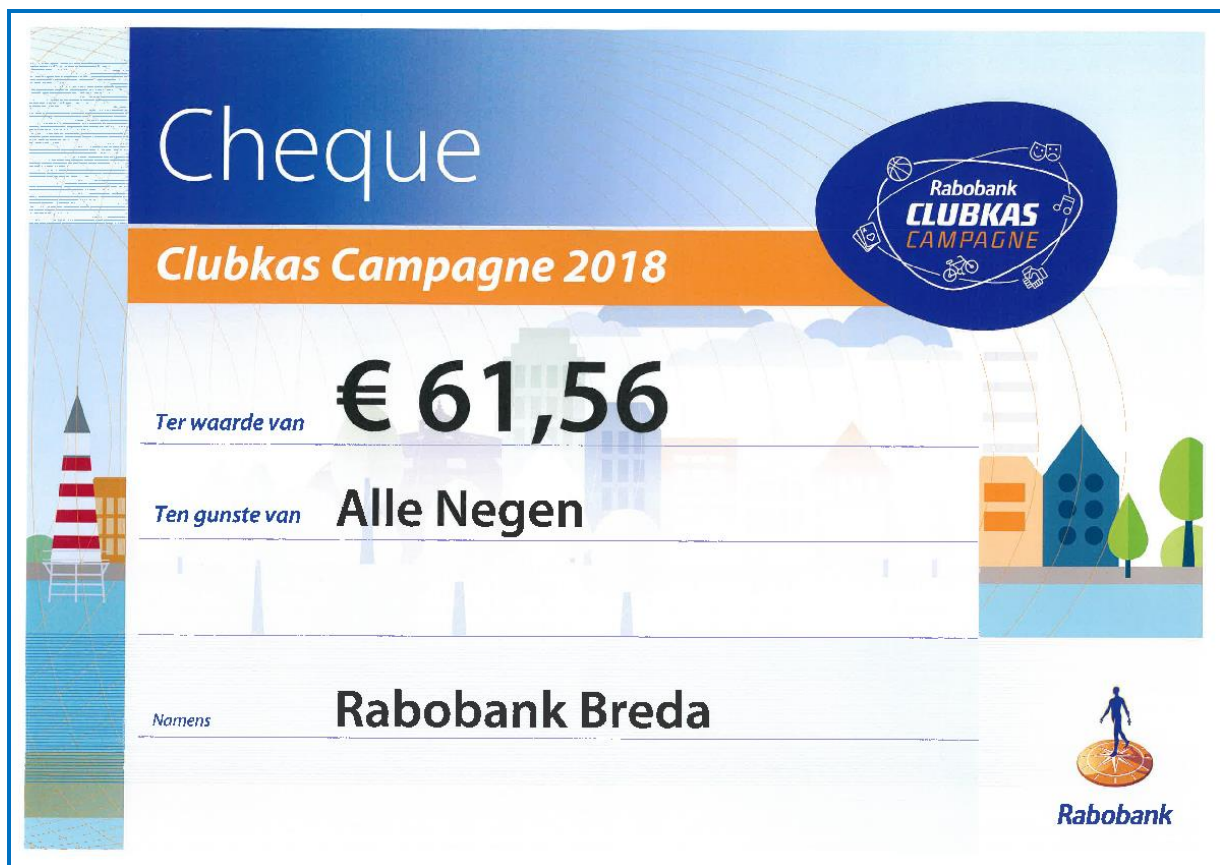 Cheque
Rabobank
CLUBKAS
CAMPAGNE
Clubkas Campagne 2018
Ter waarde van € 61,56
Ten gunste van Alle Negen
Namens Rabobank Breda
Rabobank